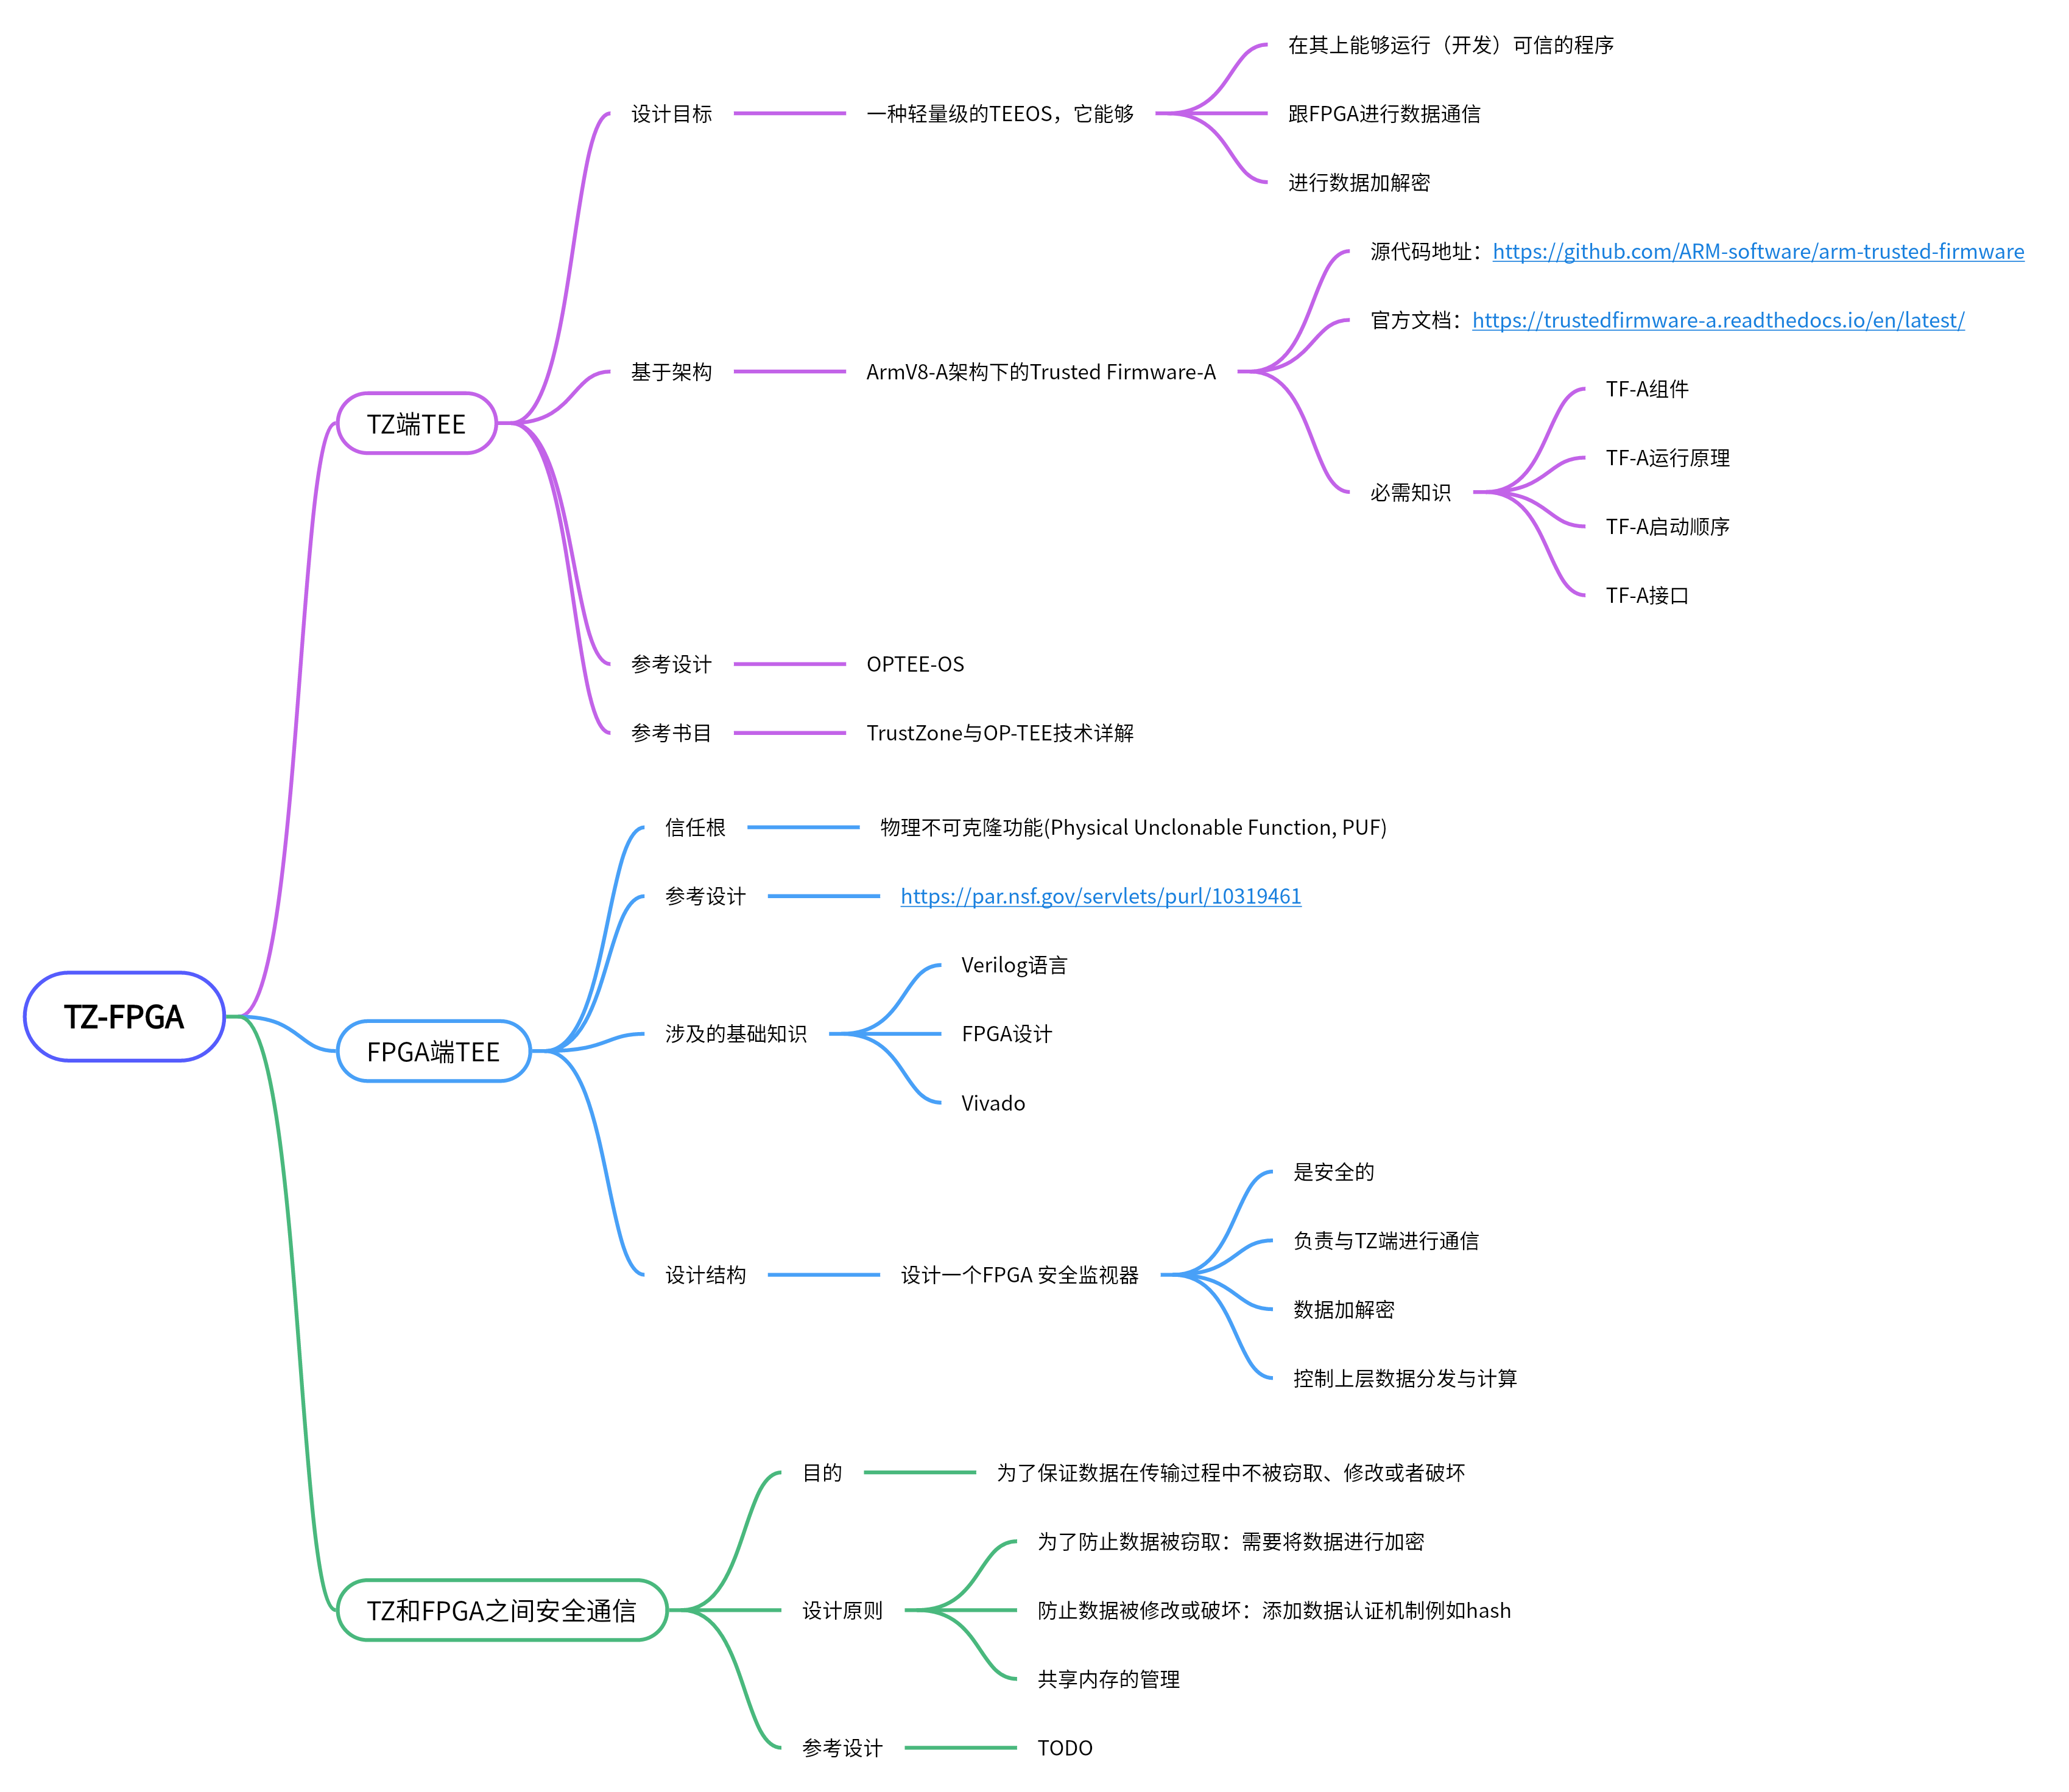 TZ-FPGA
TZ端TEE
设计目标
一种轻量级的TEEOS，它能够
在其上能够运行（开发）可信的程序
跟FPGA进行数据通信
进行数据加解密
基于架构
ArmV8-A架构下的Trusted Firmware-A
源代码地址：https://github.com/ARM-software/arm-trusted-firmware
官方文档：https://trustedfirmware-a.readthedocs.io/en/latest/
必需知识
TF-A组件
TF-A运行原理
TF-A启动顺序
TF-A接口
参考设计
OPTEE-OS
参考书目
TrustZone与OP-TEE技术详解
FPGA端TEE
信任根
物理不可克隆功能(Physical Unclonable Function, PUF)
参考设计
https://par.nsf.gov/servlets/purl/10319461
涉及的基础知识
Verilog语言
FPGA设计
Vivado
设计结构
设计一个FPGA 安全监视器
是安全的
负责与TZ端进行通信
数据加解密
控制上层数据分发与计算
TZ和FPGA之间安全通信
目的
为了保证数据在传输过程中不被窃取、修改或者破坏
设计原则
为了防止数据被窃取：需要将数据进行加密
防止数据被修改或破坏：添加数据认证机制例如hash
共享内存的管理
参考设计
TODO